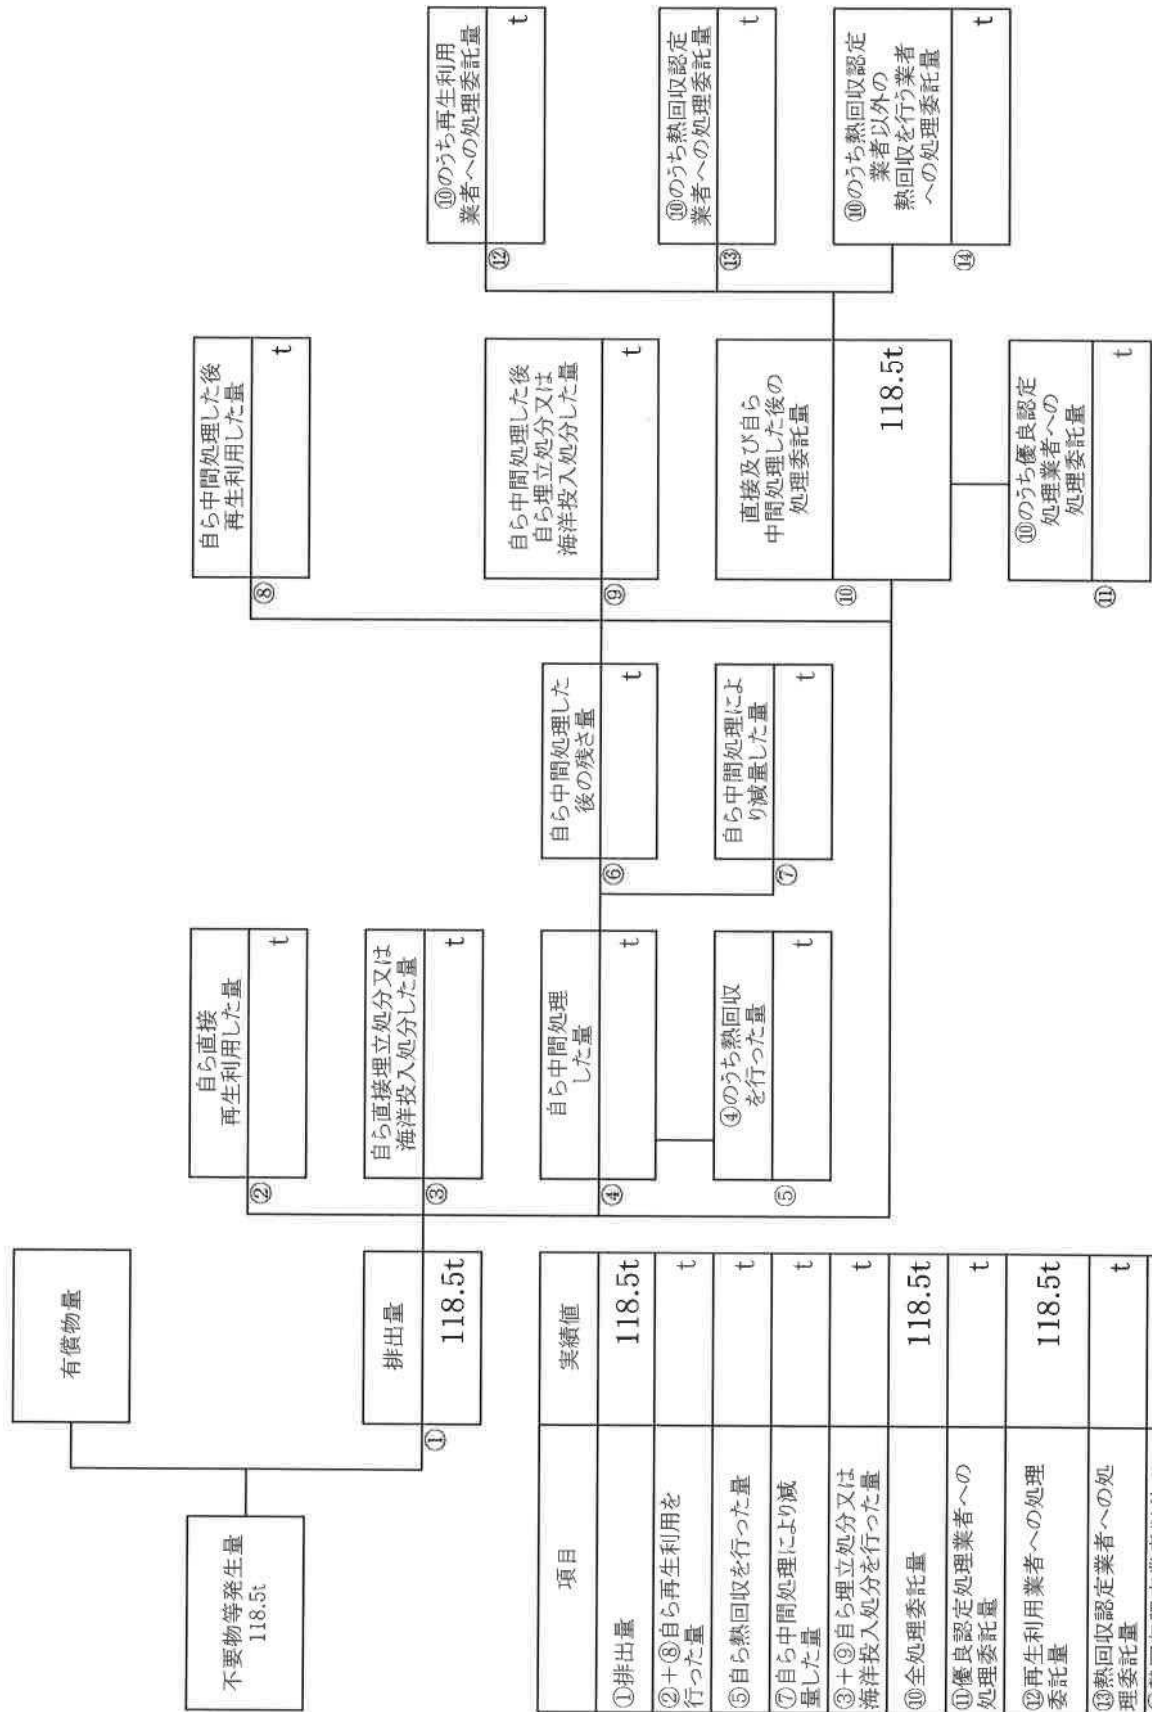 有償物量
不要物等発生量
118.5t
①
排出量
118.5t
②
自ら直接
再生利用した量
t
③
自ら直接埋立処分又は
海洋投入処分した量
t
④
自ら中間処理
した量
t
⑤
④のうち熱回収
を行った量
t
⑥
自ら中間処理した
後の残さ量
t
⑦
自ら中間処理によ
り減量した量
t
⑧
自ら中間処理した後
再生利用した量
t
⑨
自ら中間処理した後
自ら埋立処分又は
海洋投入処分した量
t
⑩
直接及び自ら
中間処理した後の
処理委託量
118.5t
⑪
⑩のうち優良認定
処理業者への
処理委託量
t
⑫
⑩のうち再生利用
業者への処理委託量
t
⑬
⑩のうち熱回収認定
業者への処理委託量
t
⑭
⑩のうち熱回収認定
業者以外の
熱回収を行う業者
への処理委託量
t
項目 実績値
①排出量 118.5t
②+⑧自ら再生利用を
行った量 t
⑤自ら熱回収を行った量 t
⑦自ら中間処理により減
量した量 t
③+⑨自ら埋立処分又は
海洋投入処分を行った量 t
⑩全処理委託量 118.5t
⑪優良認定処理業者への
処理委託量 t
⑫再生利用業者への処理
委託量 118.5t
⑬熱回収認定業者への処
理委託量 t